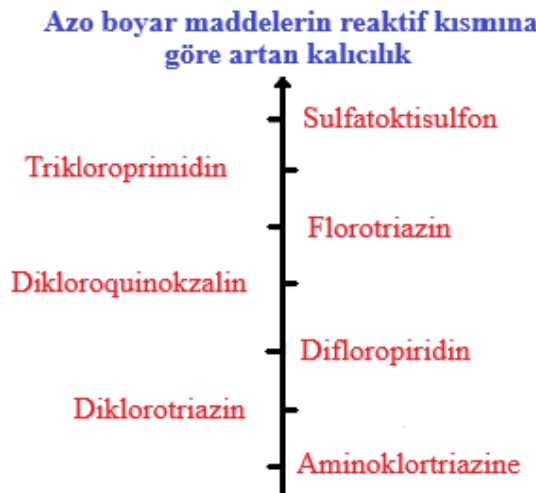 Azo boyar maddelerin reaktif kısmına
göre artan kalıcılık
Sulfatoktisulfon
Trikloroprimidin
Florotriazin
Dikloroquinokzalin
Difloropiridin
Diklorotriazin
Aminoklortriazine